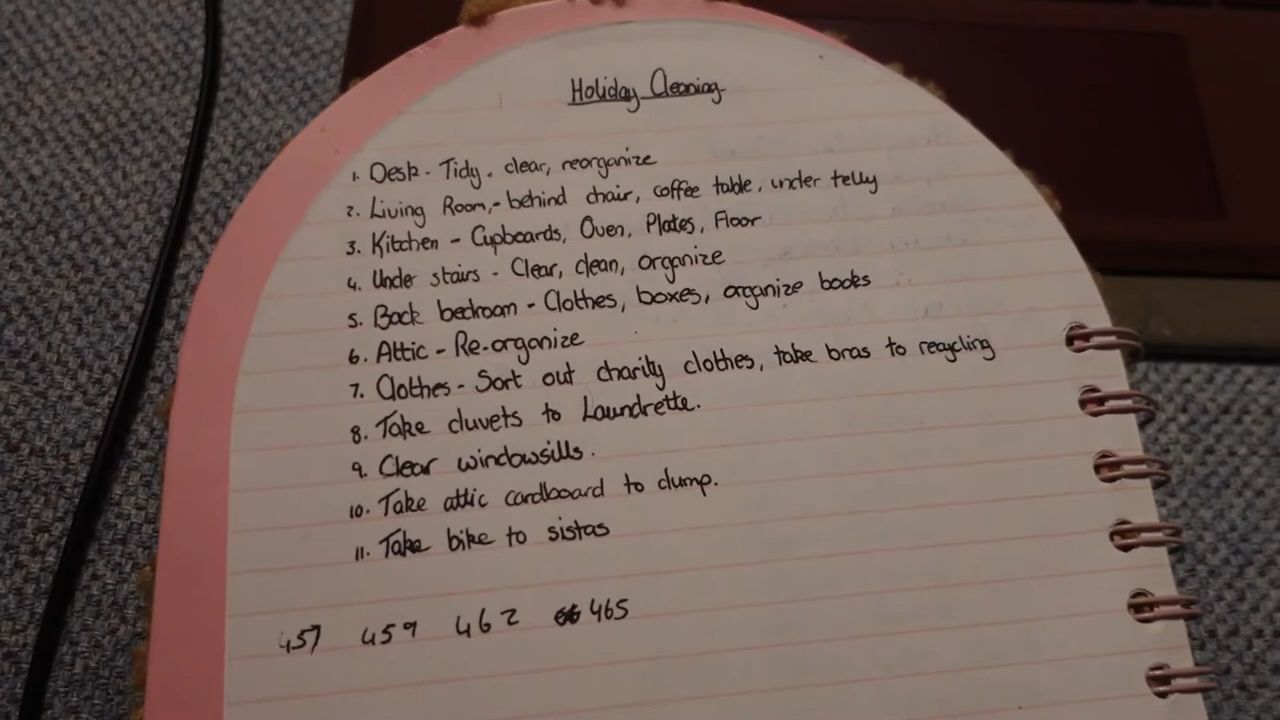 Holiday Cleaning
1. Desk - Tidy, clear, reorganize
2. Living Room, - behind chair, coffee table, under telly
3. Kitchen - Cupboards, Oven, Plates, Floor
4. Under stairs - Clear, clean, organize
5. Back bedroom - Clothes, boxes, organize books
6. Attic - Re-organize
7. Clothes - Sort out charity clothes, take bras to recycling
8. Take duvets to Laundrette.
9. Clear windowsills.
10. Take attic cardboard to dump.
11. Take bike to sistas
457 459 462 465